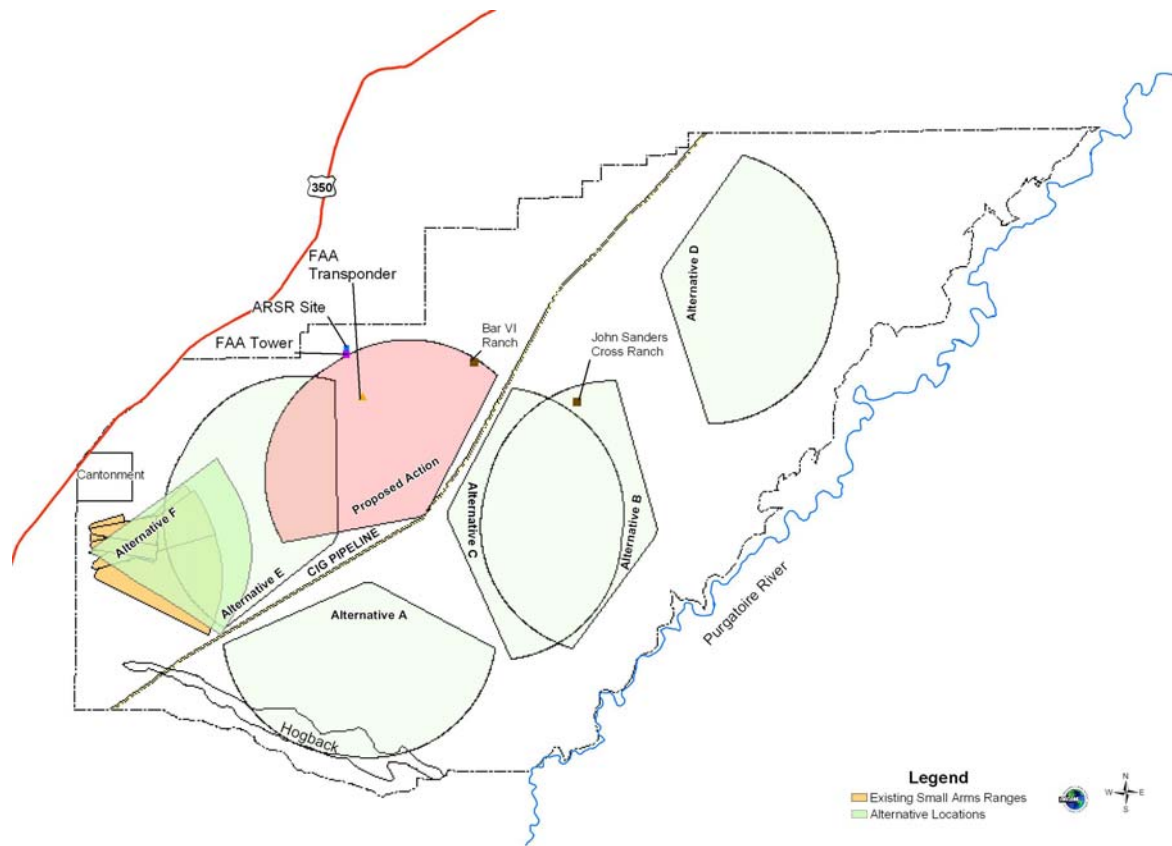 350
FAA
Transponder
ARSR Site
FAA Tower
Bar VI
Ranch
John Sanders
Cross Ranch
Alternative D
Cantonment
Proposed Action
Alternative F
Alternative C
Alternative B
CIG PIPELINE
Alternative E
Alternative A
Purgatoire River
Hogback
Legend
Existing Small Arms Ranges
Alternative Locations
N
W
E
S